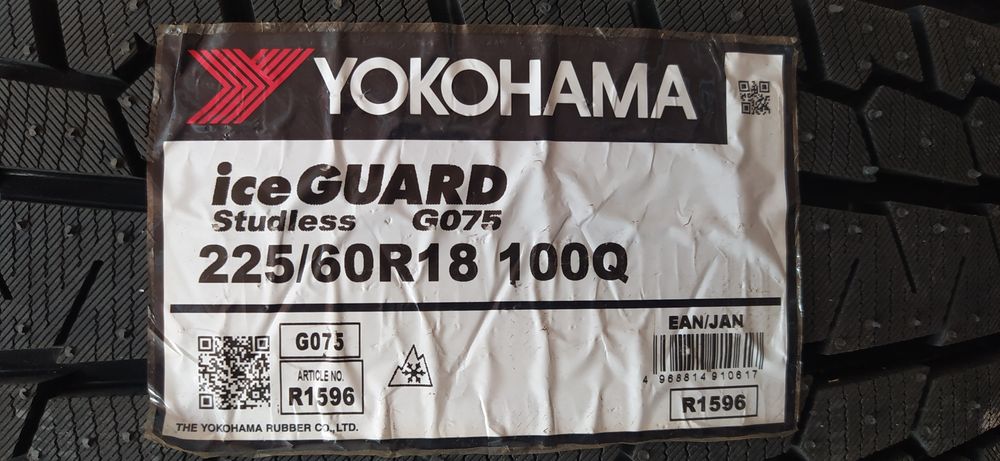 YOKOHAMA
iceGUARD
Studless G075
225/60R18 100Q
G075
ARTICLE NO.
R1596
EAN/JAN
4 968814 910617
R1596
THE YOKOHAMA RUBBER CO., LTD.